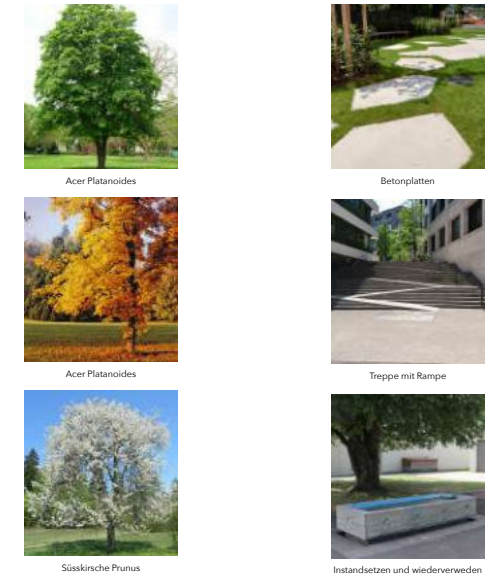 Acer Platanoides
Betonplatten
Acer Platanoides
Treppe mit Rampe
Süsskirsche Prunus
Instandsetzen und wiederverweden